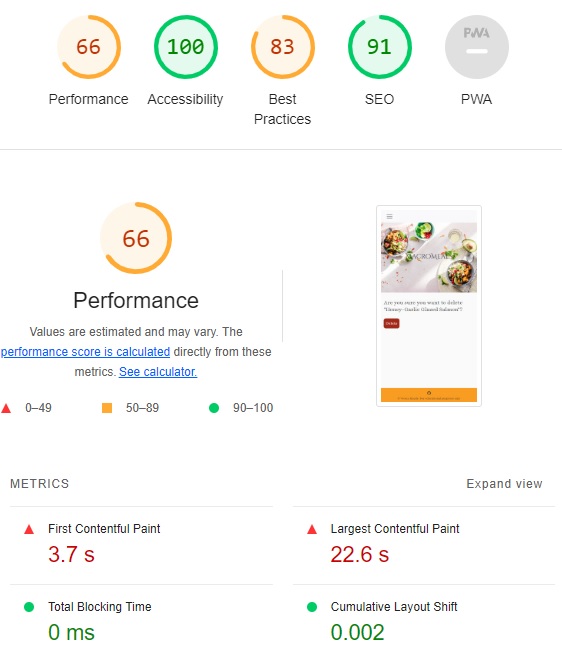 66
100
83
91
PWA
Performance
Accessibility
Best
Practices
SEO
PWA
66
Performance
Values are estimated and may vary. The
performance score is calculated directly from these
metrics. See calculator.
0–49
50–89
90–100
Are you sure you want to delete
"Honey-Garlic Glazed Salmon"?
Delete
METRICS
Expand view
First Contentful Paint
3.7 s
Largest Contentful Paint
22.6 s
Total Blocking Time
0 ms
Cumulative Layout Shift
0.002